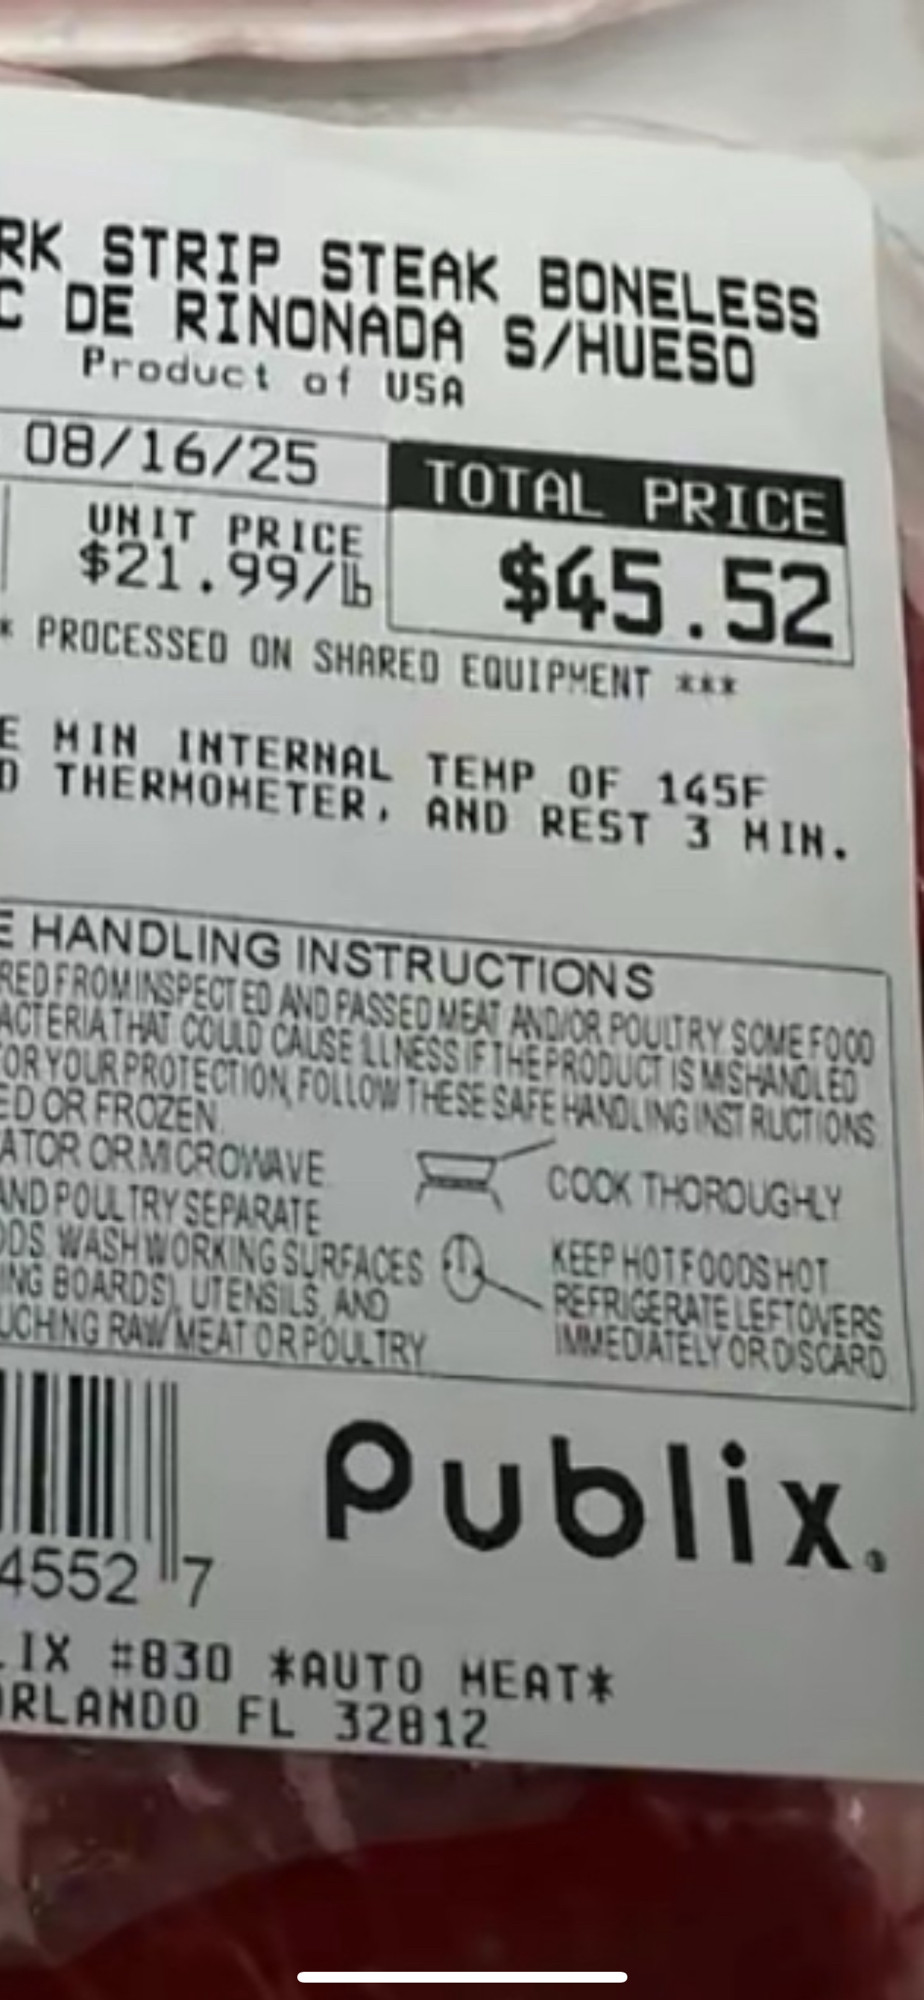 RK STRIP STEAK BONELESS
C DE RINONADA S/HUESO
Product of USA
08/16/25
TOTAL PRICE
UNIT PRICE
$21.99/lb
$45.52
* PROCESSED ON SHARED EQUIPMENT ***
E MIN INTERNAL TEMP OF 145F
D THERMOMETER, AND REST 3 MIN.
E HANDLING INSTRUCTIONS
RED FROM INSPECTED AND PASSED MEAT AND/OR POULTRY. SOME FOOD
ACTERIA THAT COULD CAUSE ILLNESS IF THE PRODUCT IS MISHANDLED
OR YOUR PROTECTION, FOLLOW THESE SAFE HANDLING INSTRUCTIONS
ED OR FROZEN.
ATOR OR MICROWAVE.
COOK THOROUGHLY
AND POULTRY SEPARATE
ODS. WASH WORKING SURFACES
ING BOARDS), UTENSILS, AND
UCHING RAW MEAT OR POULTRY
KEEP HOT FOODS HOT.
REFRIGERATE LEFTOVERS
IMMEDIATELY OR DISCARD
4552 7
Publix.
LIX #830 *AUTO MEAT*
ORLANDO FL 32812